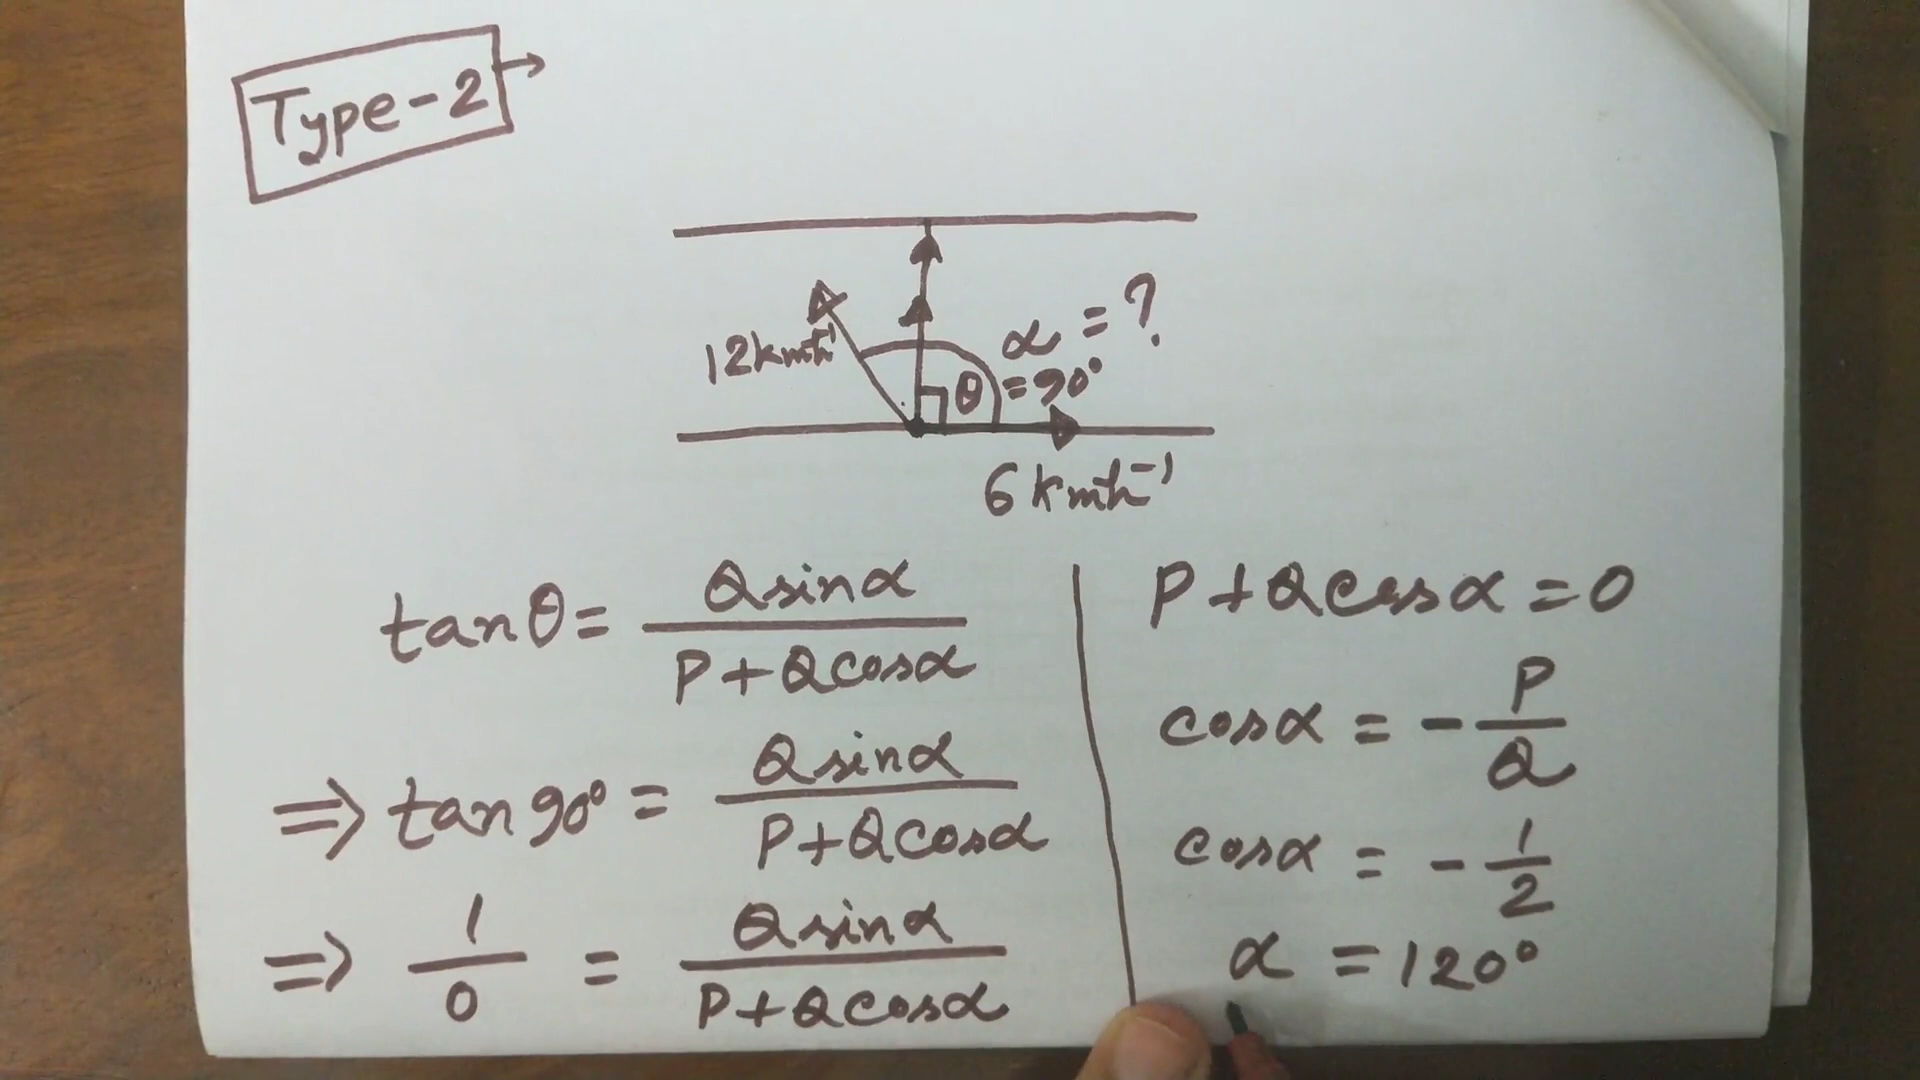 Type-2 →
α = ?
12kmh⁻¹
θ = 90°
6 kmh⁻¹
tanθ = Qsinα / P+Qcosα
⇒ tan90° = Qsinα / P+Qcosα
⇒ 1/0 = Qsinα / P+Qcosα
P+Qcosα = 0
cosα = - P/Q
cosα = - 1/2
α = 120°